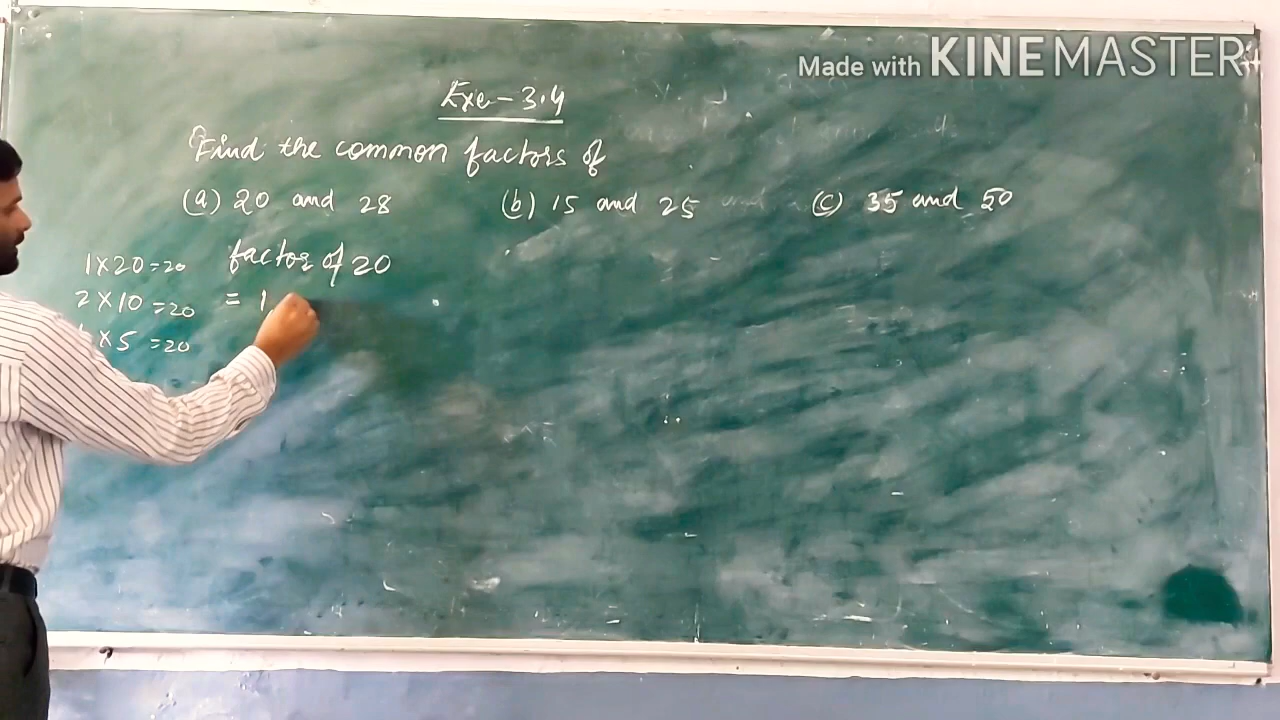 Made with KINEMASTER
Exe-3.4
Find the common factors of
(a) 20 and 28 (b) 15 and 25 (c) 35 and 50
1×20=20 factor of 20
2×10=20 = 1
×5=20